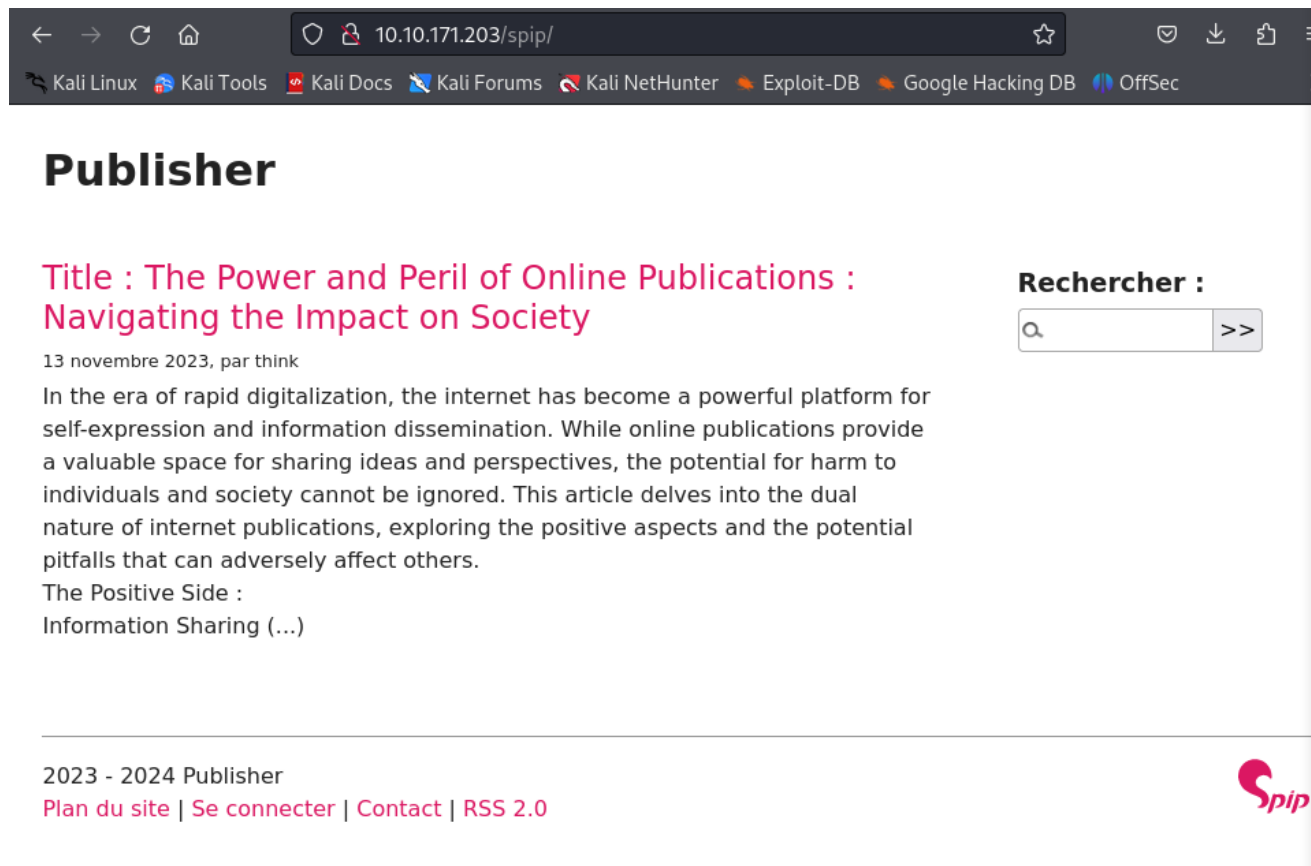 10.10.171.203/spip/
Kali Linux Kali Tools Kali Docs Kali Forums Kali NetHunter Exploit-DB Google Hacking DB OffSec
Publisher
Title : The Power and Peril of Online Publications :
Navigating the Impact on Society
13 novembre 2023, par think
In the era of rapid digitalization, the internet has become a powerful platform for
self-expression and information dissemination. While online publications provide
a valuable space for sharing ideas and perspectives, the potential for harm to
individuals and society cannot be ignored. This article delves into the dual
nature of internet publications, exploring the positive aspects and the potential
pitfalls that can adversely affect others.
The Positive Side :
Information Sharing (...)
Rechercher :
>>
2023 - 2024 Publisher
Plan du site | Se connecter | Contact | RSS 2.0
Spip